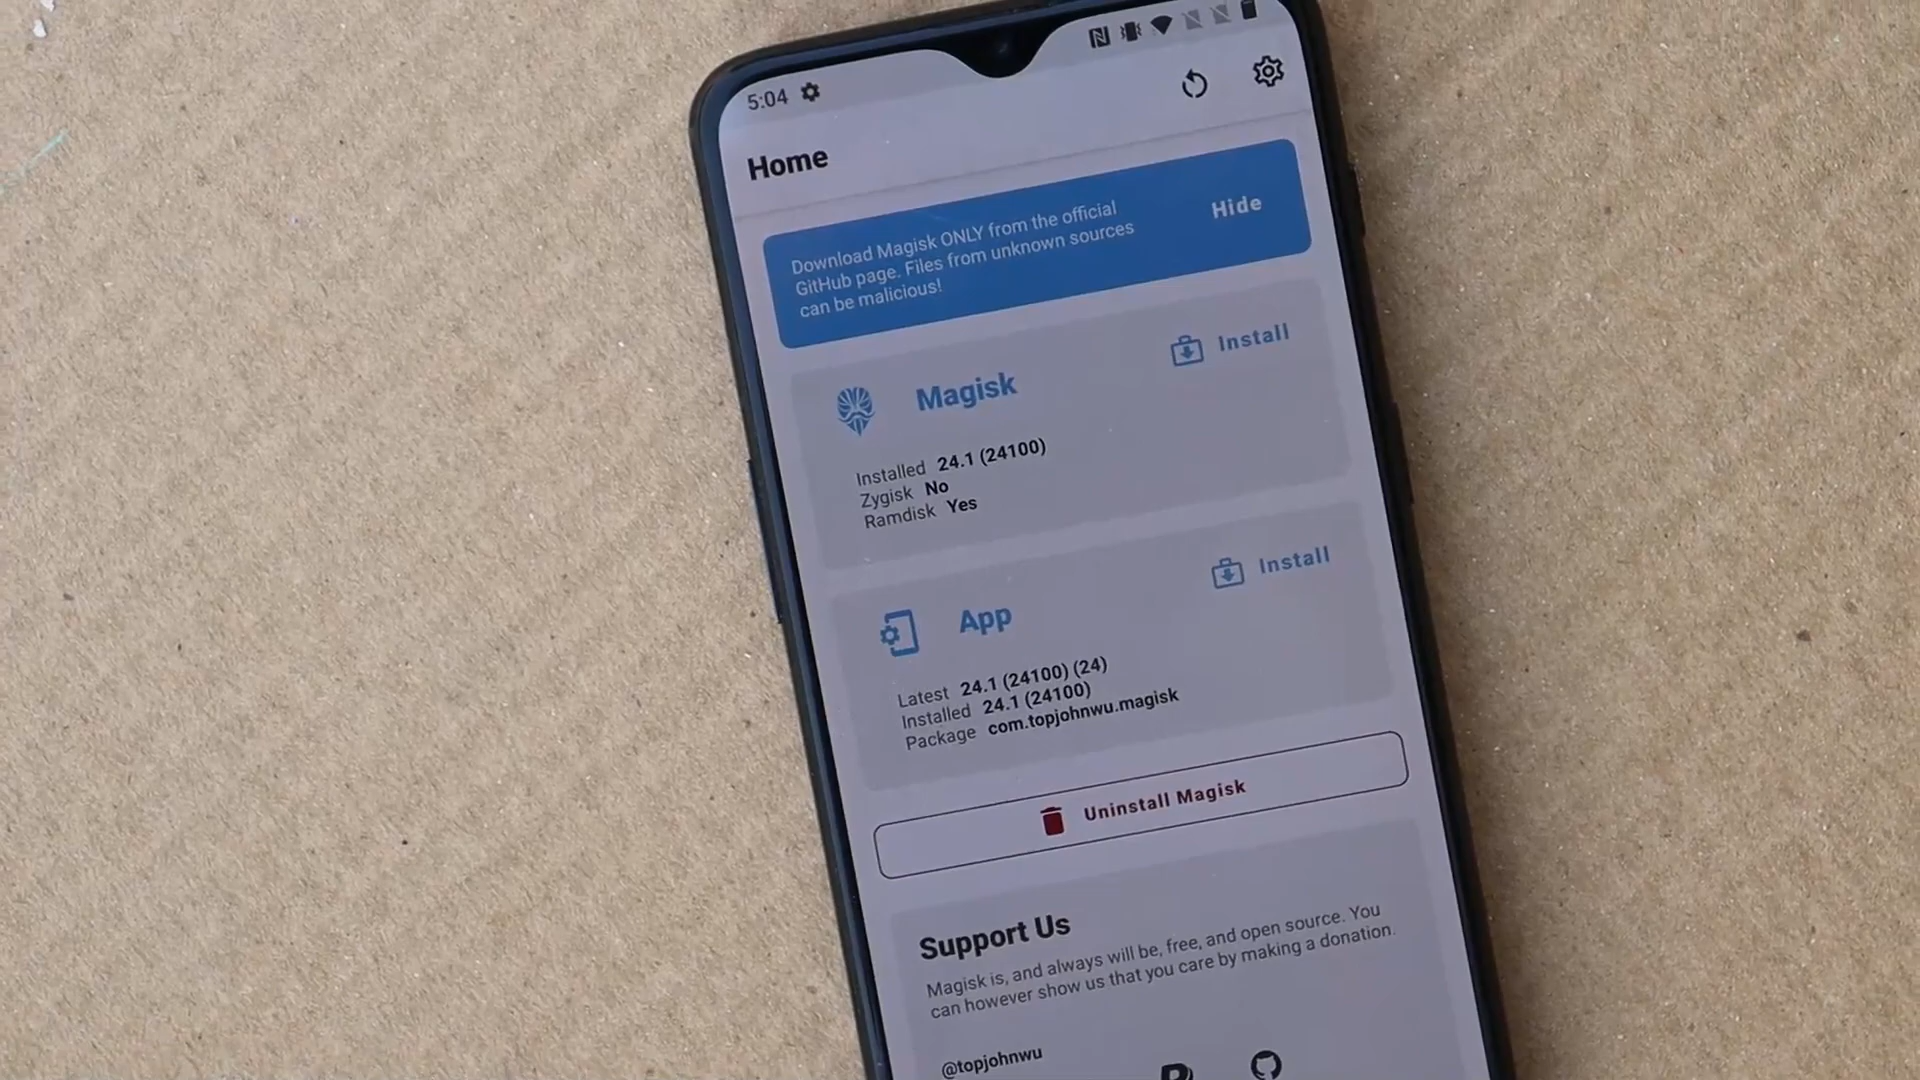 5:04
Home
Download Magisk ONLY from the official
GitHub page. Files from unknown sources
can be malicious!
Hide
Magisk
Install
Installed 24.1 (24100)
Zygisk No
Ramdisk Yes
App
Install
Latest 24.1 (24100) (24)
Installed 24.1 (24100)
Package com.topjohnwu.magisk
Uninstall Magisk
Support Us
Magisk is, and always will be, free, and open source. You
can however show us that you care by making a donation.
@topjohnwu